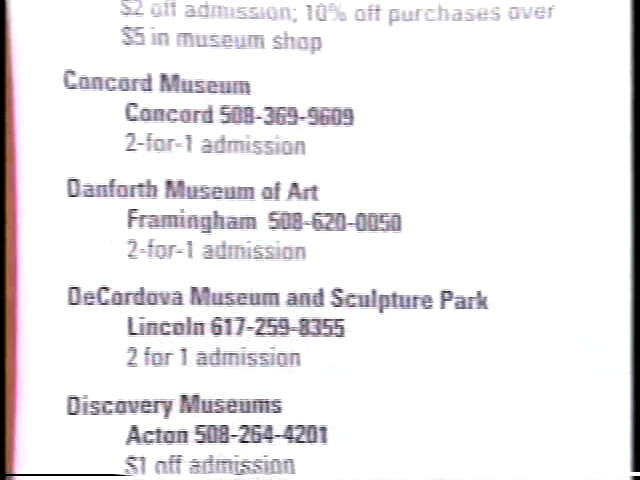 $2 off admission; 10% off purchases over
$5 in museum shop
Concord Museum
Concord 508-369-9609
2-for-1 admission
Danforth Museum of Art
Framingham 508-620-0050
2-for-1 admission
DeCordova Museum and Sculpture Park
Lincoln 617-259-8355
2 for 1 admission
Discovery Museums
Acton 508-264-4201
$1 off admission